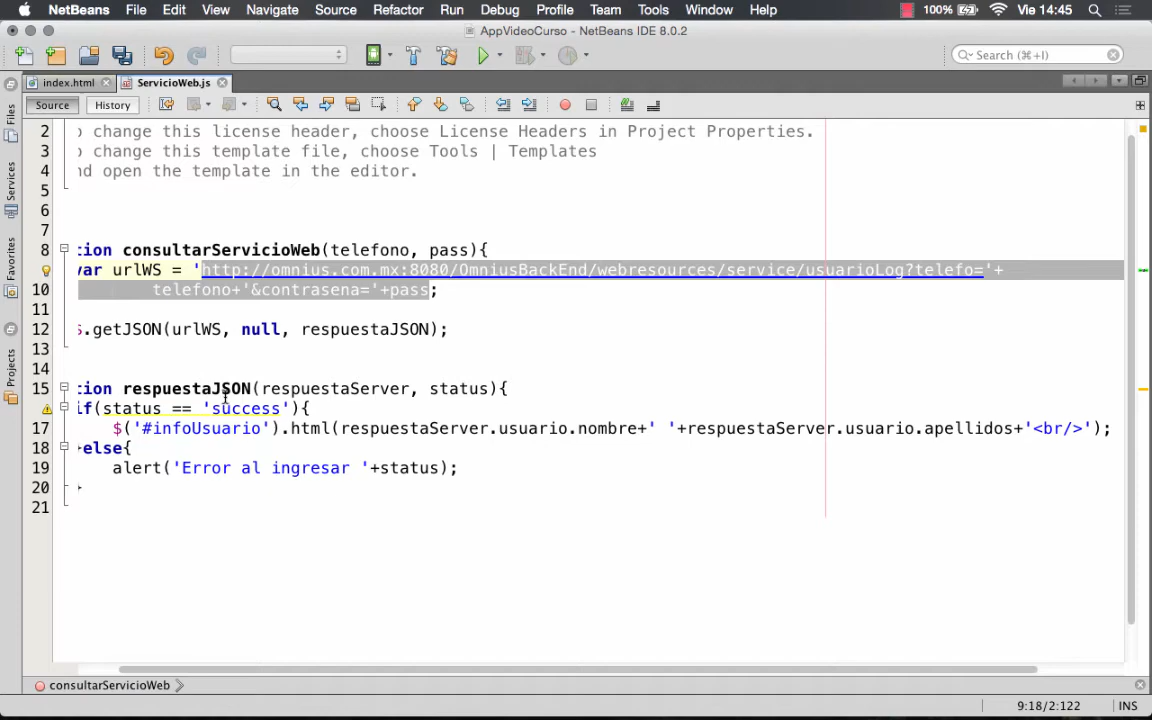 NetBeans File Edit View Navigate Source Refactor Run Debug Profile Team Tools Window Help 100% Vie 14:45
AppVideoCurso - NetBeans IDE 8.0.2
Search (⌘+I)
index.html ServicioWeb.js
Source History
Files
Services
Favorites
Projects
2 o change this license header, choose License Headers in Project Properties.
3 o change this template file, choose Tools | Templates
4 nd open the template in the editor.
5
6
7
8 tion consultarServicioWeb(telefono, pass){
var urlWS = 'http://omnius.com.mx:8080/OmniusBackEnd/webresources/service/usuarioLog?telefo='+
10 telefono+'&contrasena='+pass;
11
12 $.getJSON(urlWS, null, respuestaJSON);
13
14
15 tion respuestaJSON(respuestaServer, status){
if(status == 'success'){
17 $('#infoUsuario').html(respuestaServer.usuario.nombre+' '+respuestaServer.usuario.apellidos+'<br/>');
18 }else{
19 alert('Error al ingresar '+status);
20 }
21
consultarServicioWeb
9:18/2:122 INS